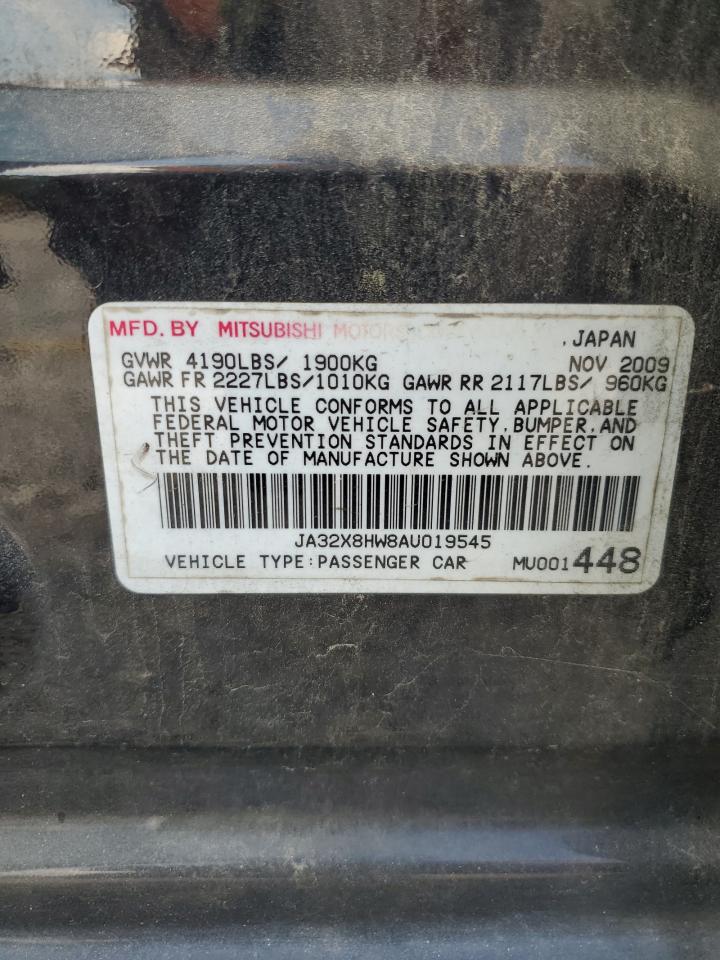 MFD. BY MITSUBISHI MOTORS
,JAPAN
GVWR 4190LBS/ 1900KG NOV 2009
GAWR FR 2227LBS/1010KG GAWR RR 2117LBS/ 960KG
THIS VEHICLE CONFORMS TO ALL APPLICABLE
FEDERAL MOTOR VEHICLE SAFETY,BUMPER,AND
THEFT PREVENTION STANDARDS IN EFFECT ON
THE DATE OF MANUFACTURE SHOWN ABOVE.
JA32X8HW8AU019545
VEHICLE TYPE:PASSENGER CAR MU001448